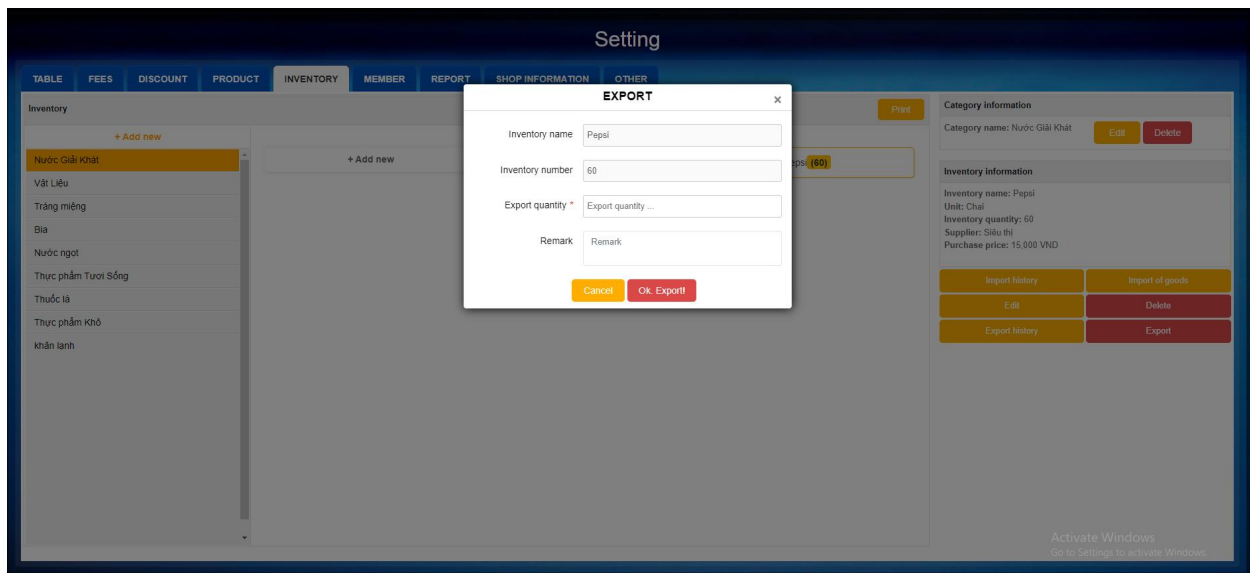 Setting
TABLE FEES DISCOUNT PRODUCT INVENTORY MEMBER REPORT SHOP INFORMATION OTHER
Inventory
Print
+ Add new
Nước Giải Khát
Vật Liệu
Tráng miệng
Bia
Nước ngọt
Thực phẩm Tươi Sống
Thuốc lá
Thực phẩm Khô
khăn lạnh
+ Add new
(60)
EXPORT ×
Inventory name Pepsi
Inventory number 60
Export quantity * Export quantity ...
Remark Remark
Cancel Ok. Export!
Category information
Category name: Nước Giải Khát Edit Delete
Inventory information
Inventory name: Pepsi
Unit: Chai
Inventory quantity: 60
Supplier: Siêu thị
Purchase price: 15,000 VND
Import history Import of goods
Edit Delete
Export history Export
Activate Windows
Go to Settings to activate Windows.